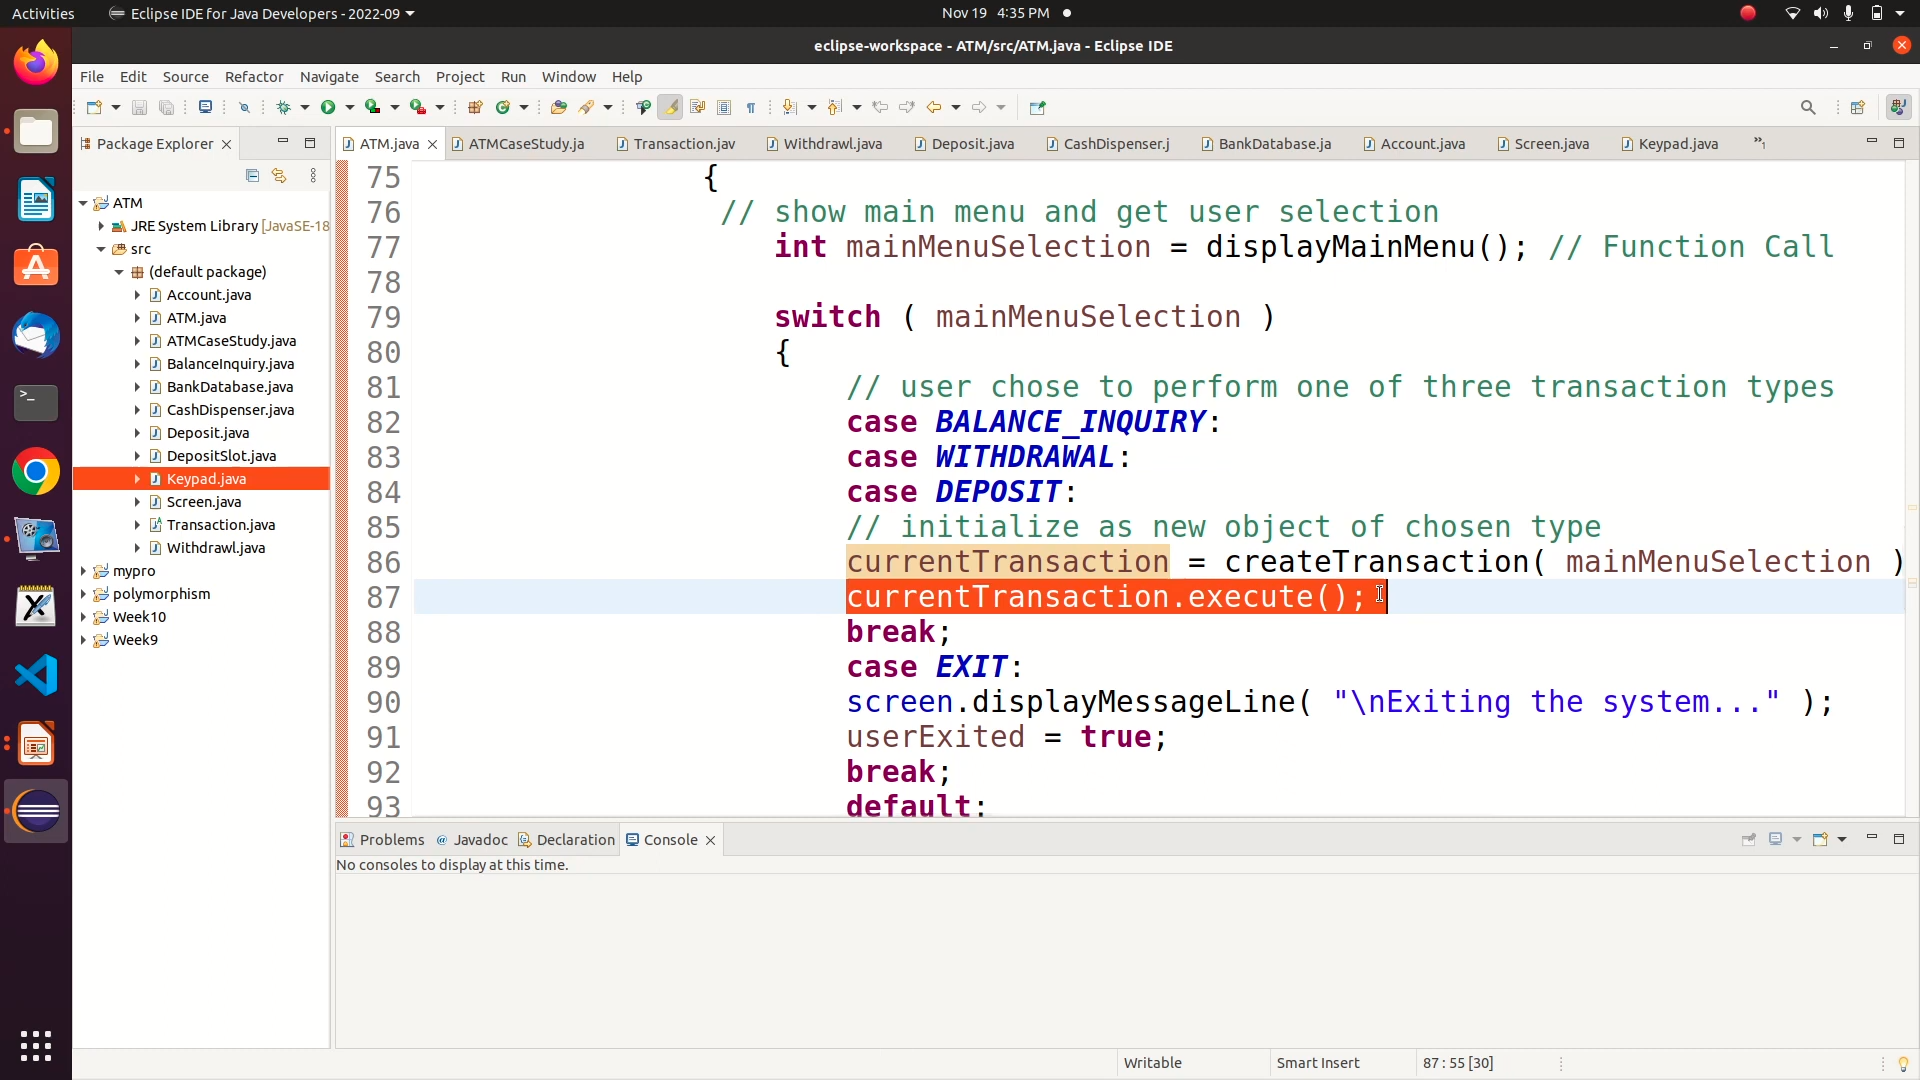 Activities
Eclipse IDE for Java Developers - 2022-09
Nov 19 4:35 PM
eclipse-workspace - ATM/src/ATM.java - Eclipse IDE
File Edit Source Refactor Navigate Search Project Run Window Help
Package Explorer
ATM.java
ATMCaseStudy.ja
Transaction.jav
Withdrawl.java
Deposit.java
CashDispenser.j
BankDatabase.ja
Account.java
Screen.java
Keypad.java
»1
ATM
JRE System Library [JavaSE-18
src
(default package)
Account.java
ATM.java
ATMCaseStudy.java
BalanceInquiry.java
BankDatabase.java
CashDispenser.java
Deposit.java
DepositSlot.java
Keypad.java
Screen.java
Transaction.java
Withdrawl.java
mypro
polymorphism
Week10
Week9
75 {
76 // show main menu and get user selection
77 int mainMenuSelection = displayMainMenu(); // Function Call
78
79 switch ( mainMenuSelection )
80 {
81 // user chose to perform one of three transaction types
82 case BALANCE_INQUIRY:
83 case WITHDRAWAL:
84 case DEPOSIT:
85 // initialize as new object of chosen type
86 currentTransaction = createTransaction( mainMenuSelection )
87 currentTransaction.execute();
88 break;
89 case EXIT:
90 screen.displayMessageLine( "\nExiting the system..." );
91 userExited = true;
92 break;
93 default:
Problems
Javadoc
Declaration
Console
No consoles to display at this time.
Writable
Smart Insert
87 : 55 [30]